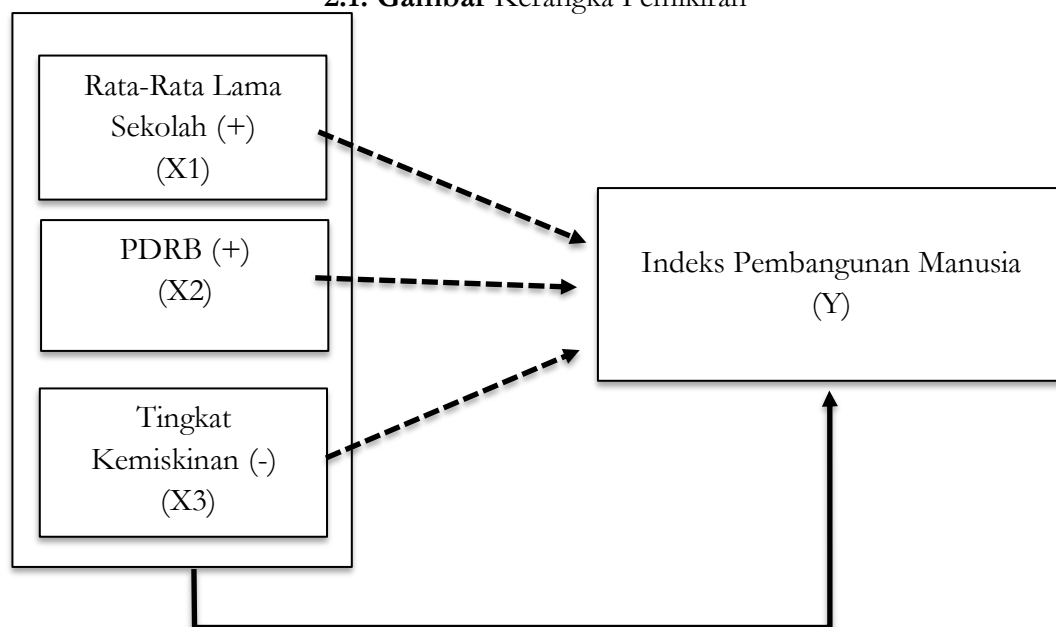 2.1. Gambar Kerangka Pemikiran
Rata-Rata Lama
Sekolah (+)
(X1)
PDRB (+)
(X2)
Tingkat
Kemiskinan (-)
(X3)
Indeks Pembangunan Manusia
(Y)